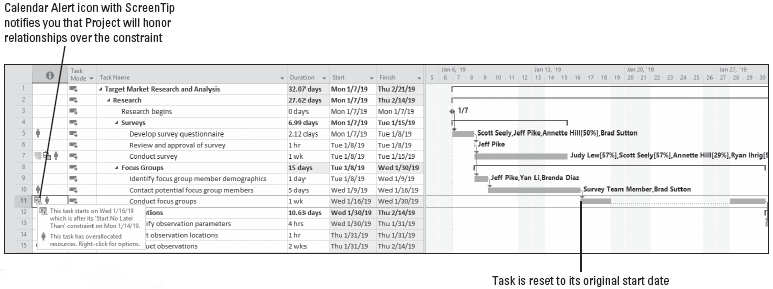 Calendar Alert icon with ScreenTip
notifies you that Project will honor
relationships over the constraint
Task Mode Task Name Duration Start Finish
Jan 6, '19 Jan 13, '19 Jan 20, '19 Jan 27, '19
5 6 7 8 9 10 11 12 13 14 15 16 17 18 19 20 21 22 23 24 25 26 27 28 29 30
1 Target Market Research and Analysis 32.07 days Mon 1/7/19 Thu 2/21/19
2 Research 27.62 days Mon 1/7/19 Thu 2/14/19
3 Research begins 0 days Mon 1/7/19 Mon 1/7/19 1/7
4 Surveys 6.99 days Mon 1/7/19 Tue 1/15/19
5 Develop survey questionnaire 2.12 days Mon 1/7/19 Tue 1/8/19 Scott Seely,Jeff Pike,Annette Hill[50%],Brad Sutton
6 Review and approval of survey 1 hr Tue 1/8/19 Tue 1/8/19 Jeff Pike
7 Conduct survey 1 wk Tue 1/8/19 Tue 1/15/19 Judy Lew[57%],Scott Seely[57%],Annette Hill[29%],Ryan Ihrig[
8 Focus Groups 15 days Tue 1/8/19 Wed 1/30/19
9 Identify focus group member demographics 1 day Tue 1/8/19 Wed 1/9/19 Jeff Pike,Yan Li,Brenda Diaz
10 Contact potential focus group members 5 days Wed 1/9/19 Wed 1/16/19 Survey Team Member,Brad Sutton
11 Conduct focus groups 1 wk Wed 1/16/19 Wed 1/30/19
12 ations 10.63 days Wed 1/30/19 Thu 2/14/19
13 ify observation parameters 4 hrs Wed 1/30/19 Thu 1/31/19
14 t observation locations 1 hr Thu 1/31/19 Thu 1/31/19
15 uct observations 2 wks Thu 1/31/19 Thu 2/14/19
This task starts on Wed 1/16/19
which is after its 'Start No Later
Than' constraint on Mon 1/14/19.
This task has overallocated
resources. Right-click for options.
Task is reset to its original start date